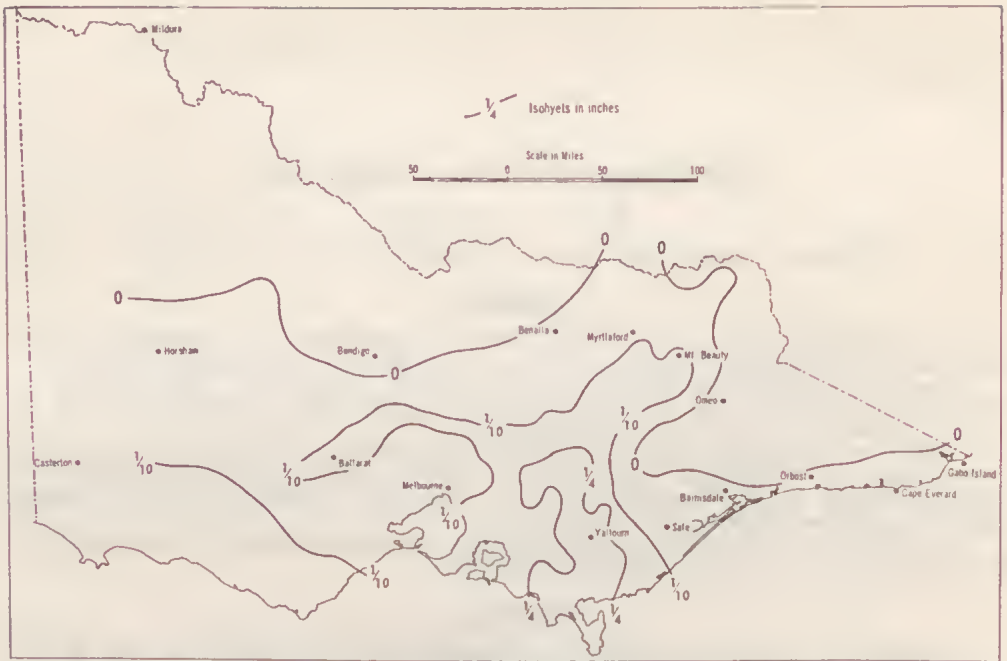 Mildura
1/4 Isohyets in inches
Scale in Miles
50 0 50 100
0
0
0
Horsham
Bendigo
0
Benalla
Myrtleford
Mt Beauty
Omeo
1/10
1/10
0
0
Casterton
1/10
1/10
Ballarat
Melbourne
1/10
1/4
Yallourn
Sale
Bairnsdale
Orbost
Cape Everard
Gabo Island
1/10
1/4
1/4
1/10